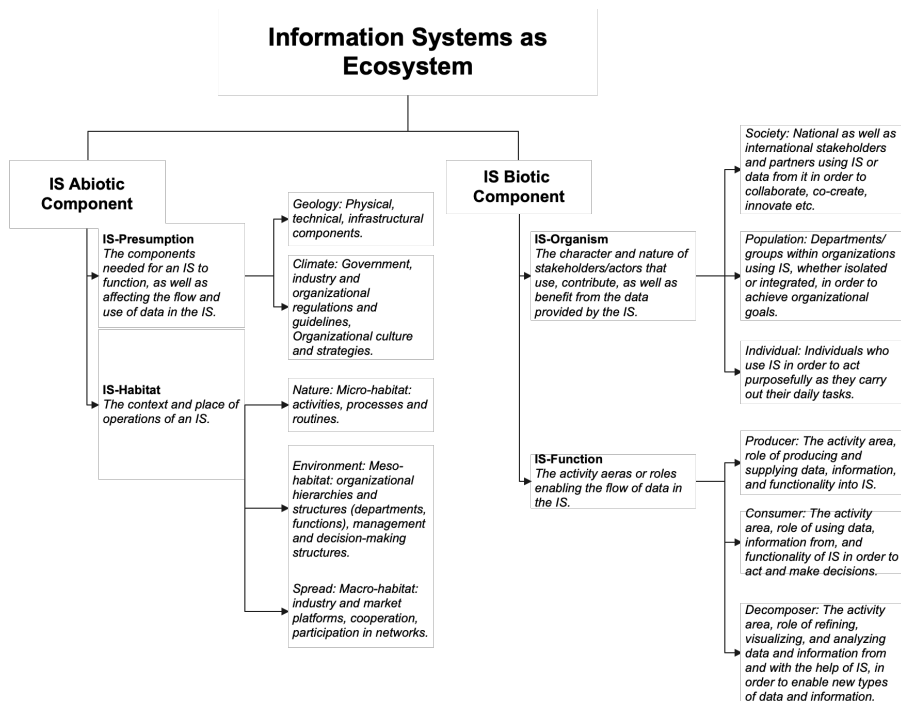 Information Systems as
Ecosystem
IS Abiotic
Component
IS-Presumption
The components
needed for an IS to
function, as well as
affecting the flow and
use of data in the IS.
Geology: Physical,
technical, infrastructural
components.
Climate: Government,
industry and
organizational
regulations and
guidelines,
Organizational culture
and strategies.
IS-Habitat
The context and place of
operations of an IS.
Nature: Micro-habitat:
activities, processes and
routines.
Environment: Meso-
habitat: organizational
hierarchies and
structures (departments,
functions), management
and decision-making
structures.
Spread: Macro-habitat:
industry and market
platforms, cooperation,
participation in networks.
IS Biotic
Component
IS-Organism
The character and nature of
stakeholders/actors that
use, contribute, as well as
benefit from the data
provided by the IS.
Society: National as well as
international stakeholders
and partners using IS or
data from it in order to
collaborate, co-create,
innovate etc.
Population: Departments/
groups within organizations
using IS, whether isolated
or integrated, in order to
achieve organizational
goals.
Individual: Individuals who
use IS in order to act
purposefully as they carry
out their daily tasks.
IS-Function
The activity aeras or roles
enabling the flow of data in
the IS.
Producer: The activity area,
role of producing and
supplying data, information,
and functionality into IS.
Consumer: The activity
area, role of using data,
information from, and
functionality of IS in order to
act and make decisions.
Decomposer: The activity
area, role of refining,
visualizing, and analyzing
data and information from
and with the help of IS, in
order to enable new types
of data and information.